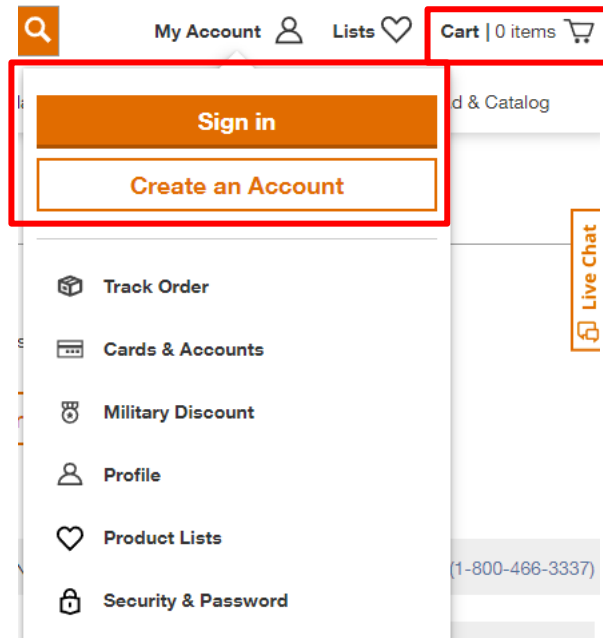 My Account Lists Cart | 0 items
d & Catalog
Sign in
Create an Account
Live Chat
Track Order
Cards & Accounts
Military Discount
Profile
Product Lists
(1-800-466-3337)
Security & Password